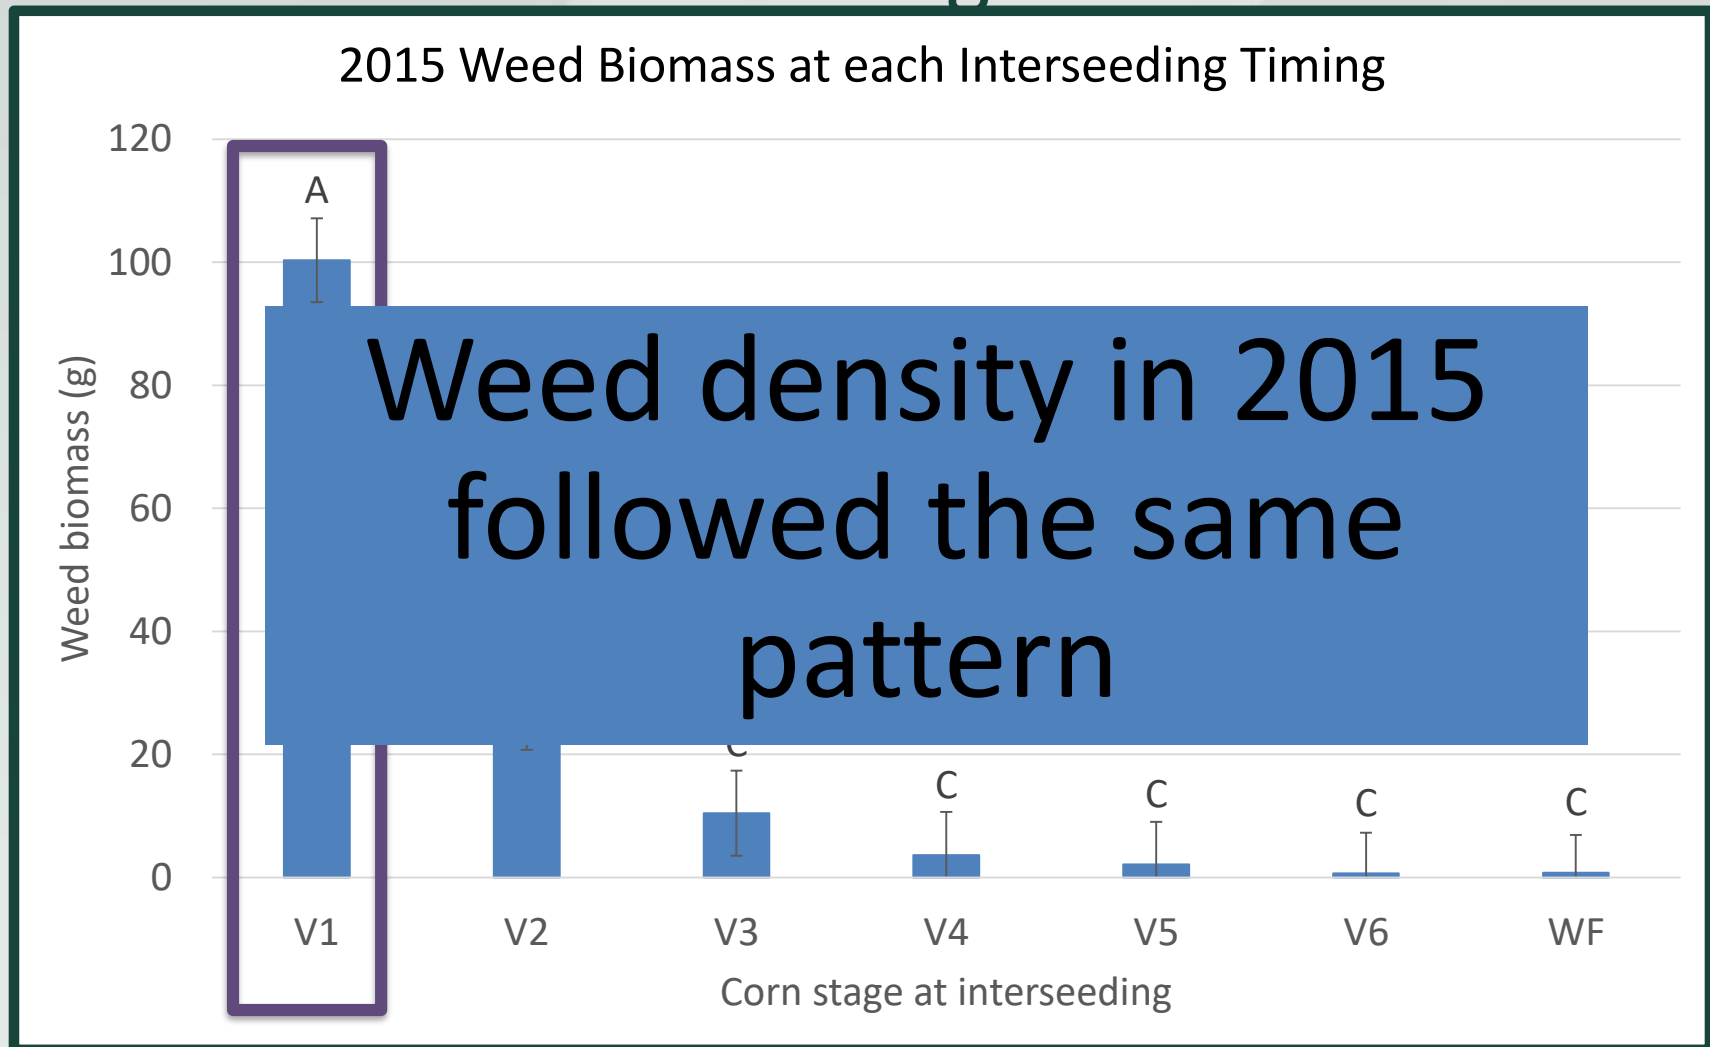 2015 Weed Biomass at each Interseeding Timing
120
100
80
60
40
20
0
Weed biomass (g)
A
Weed density in 2015
followed the same
pattern
C
C
C
C
C
V1 V2 V3 V4 V5 V6 WF
Corn stage at interseeding